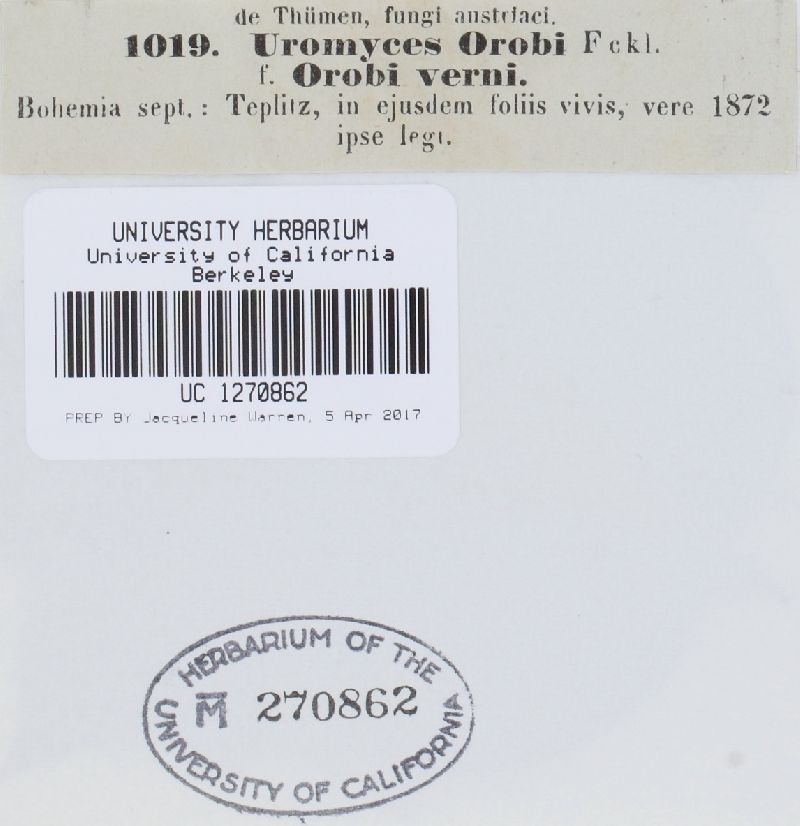 de Thümen, fungi austriaci.
1019. Uromyces Orobi Fckl.
f. Orobi verni.
Bohemia sept.: Teplitz, in ejusdem foliis vivis, vere 1872
ipse legi.
UNIVERSITY HERBARIUM
University of California
Berkeley
UC 1270862
PREP BY Jacqueline Warren, 5 Apr 2017
HERBARIUM OF THE
M 270862
UNIVERSITY OF CALIFORNIA